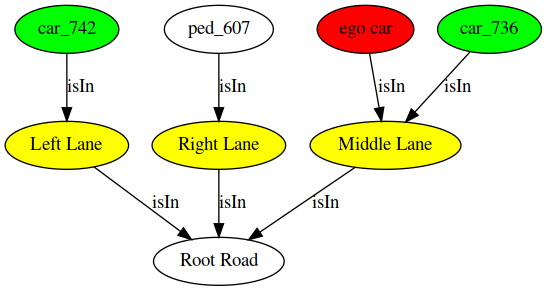 car_742
ped_607
ego car
car_736
isIn
isIn
isIn
isIn
Left Lane
Right Lane
Middle Lane
isIn
isIn
isIn
Root Road